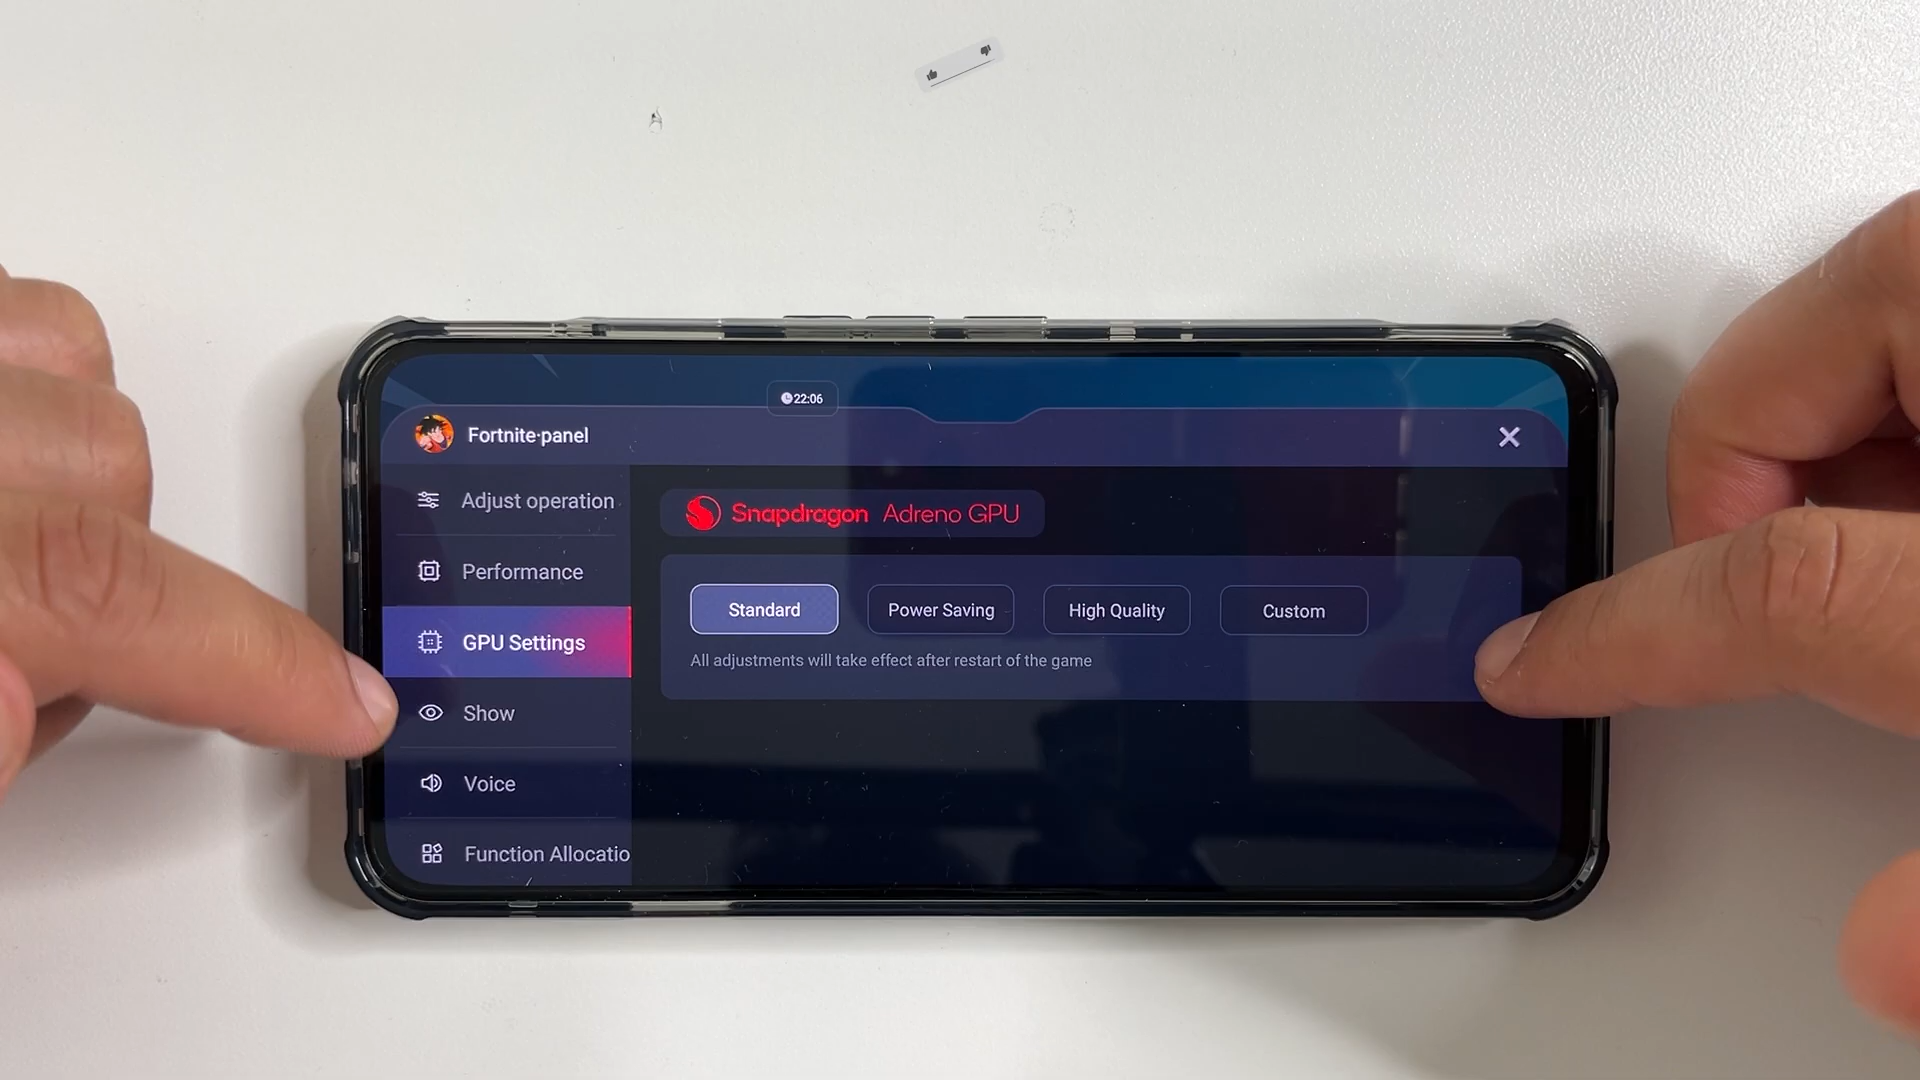 22:06
Fortnite·panel
Adjust operation
Performance
GPU Settings
Show
Voice
Function Allocatio
Snapdragon Adreno GPU
Standard
Power Saving
High Quality
Custom
All adjustments will take effect after restart of the game